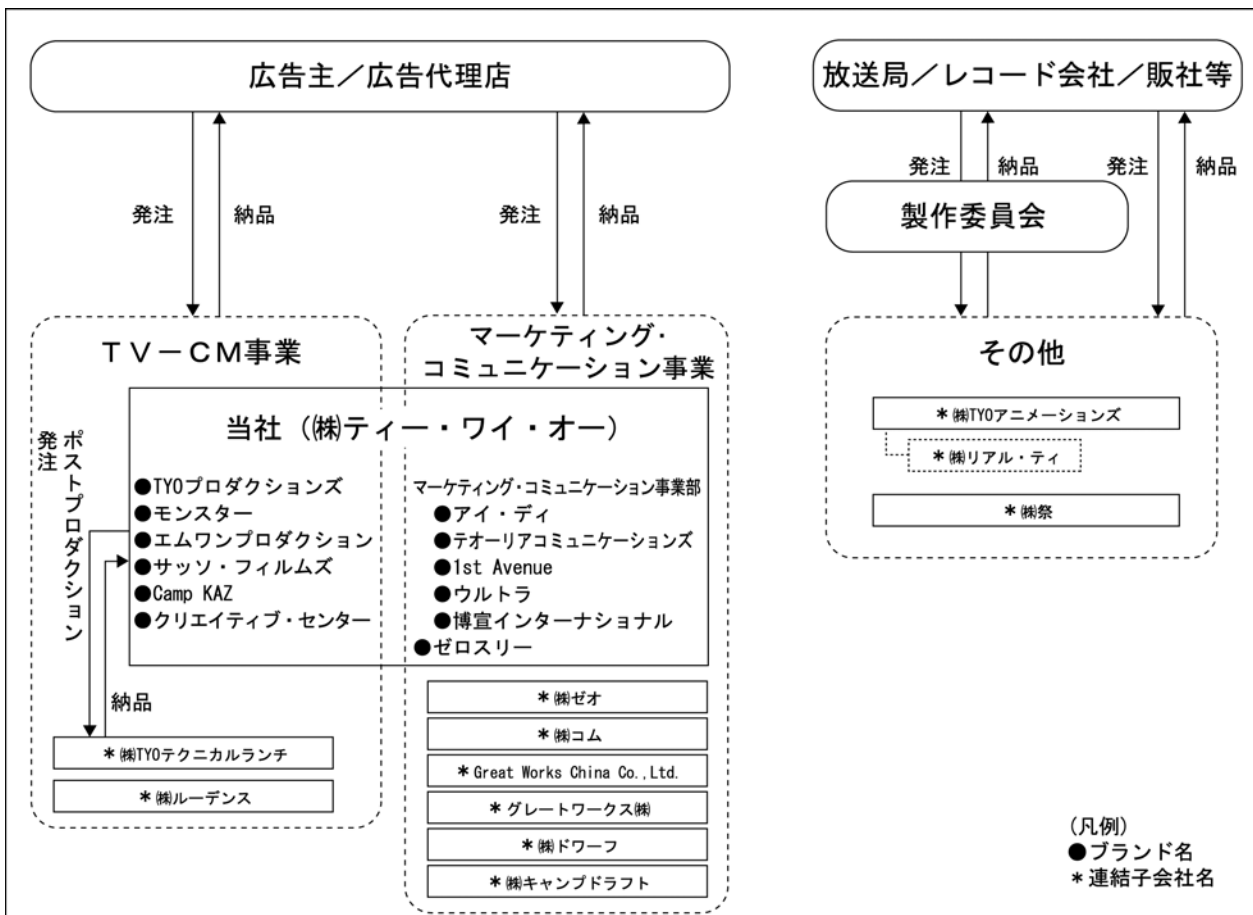 広告主／広告代理店
放送局／レコード会社／販社等
発注
納品
発注
納品
発注
納品
発注
納品
製作委員会
ＴＶ－ＣＭ事業
マーケティング・
コミュニケーション事業
その他
当社（㈱ティー・ワイ・オー）
ポストプロダクション
発注
●TYOプロダクションズ
●モンスター
●エムワンプロダクション
●サッソ・フィルムズ
●Camp KAZ
●クリエイティブ・センター
マーケティング・コミュニケーション事業部
●アイ・ディ
●テオーリアコミュニケーションズ
●1st Avenue
●ウルトラ
●博宣インターナショナル
●ゼロスリー
納品
＊㈱TYOテクニカルランチ
＊㈱ルーデンス
＊㈱ゼオ
＊㈱コム
＊Great Works China Co.,Ltd.
＊グレートワークス㈱
＊㈱ドワーフ
＊㈱キャンプドラフト
＊㈱TYOアニメーションズ
＊㈱リアル・ティ
＊㈱祭
(凡例)
●ブランド名
＊連結子会社名